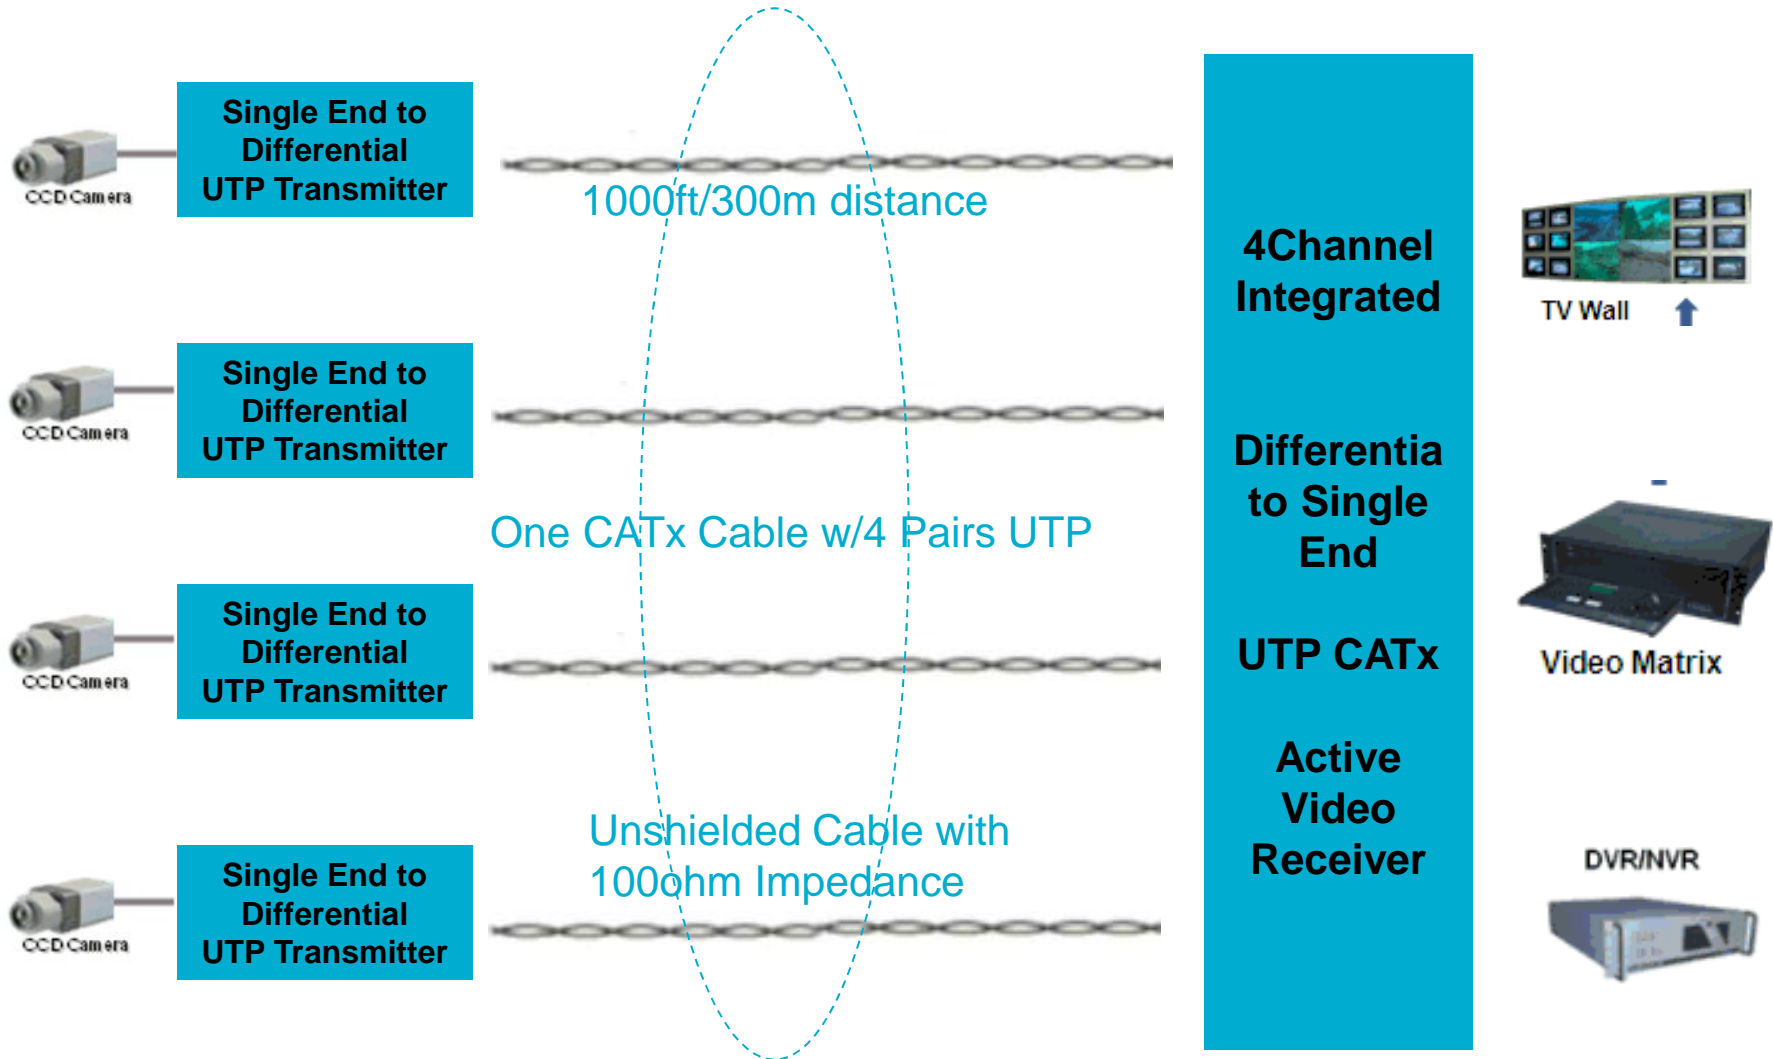 CCD Camera
Single End to
Differential
UTP Transmitter
1000ft/300m distance
CCD Camera
Single End to
Differential
UTP Transmitter
One CATx Cable w/4 Pairs UTP
CCD Camera
Single End to
Differential
UTP Transmitter
CCD Camera
Single End to
Differential
UTP Transmitter
Unshielded Cable with
100ohm Impedance
4Channel
Integrated
Differentia
to Single
End
UTP CATx
Active
Video
Receiver
TV Wall
Video Matrix
DVR/NVR